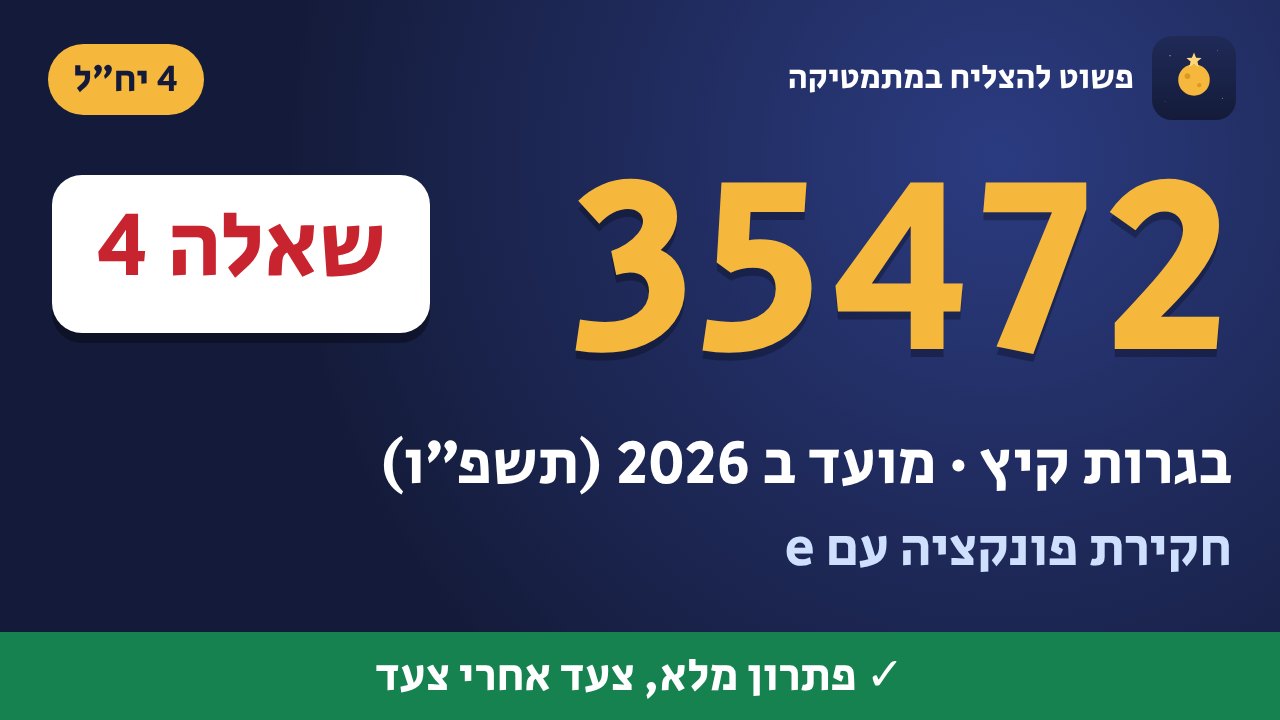 פשוט להצליח במתמטיקה
4 יח״ל
35472
שאלה 4
בגרות קיץ · מועד ב 2026 (תשפ״ו)
חקירת פונקציה עם e
✓ פתרון מלא, צעד אחרי צעד